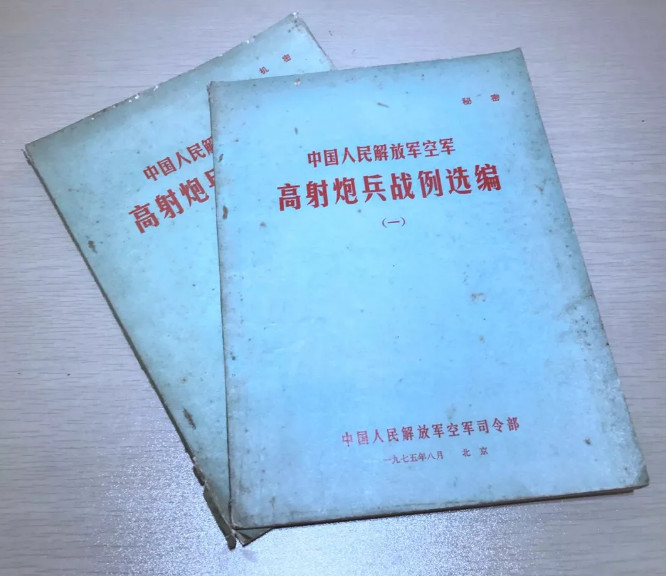 机密
中国人民解
高射炮兵
秘密
中国人民解放军空军
高射炮兵战例选编
(一)
中国人民解放军空军司令部
一九七五年八月 北京